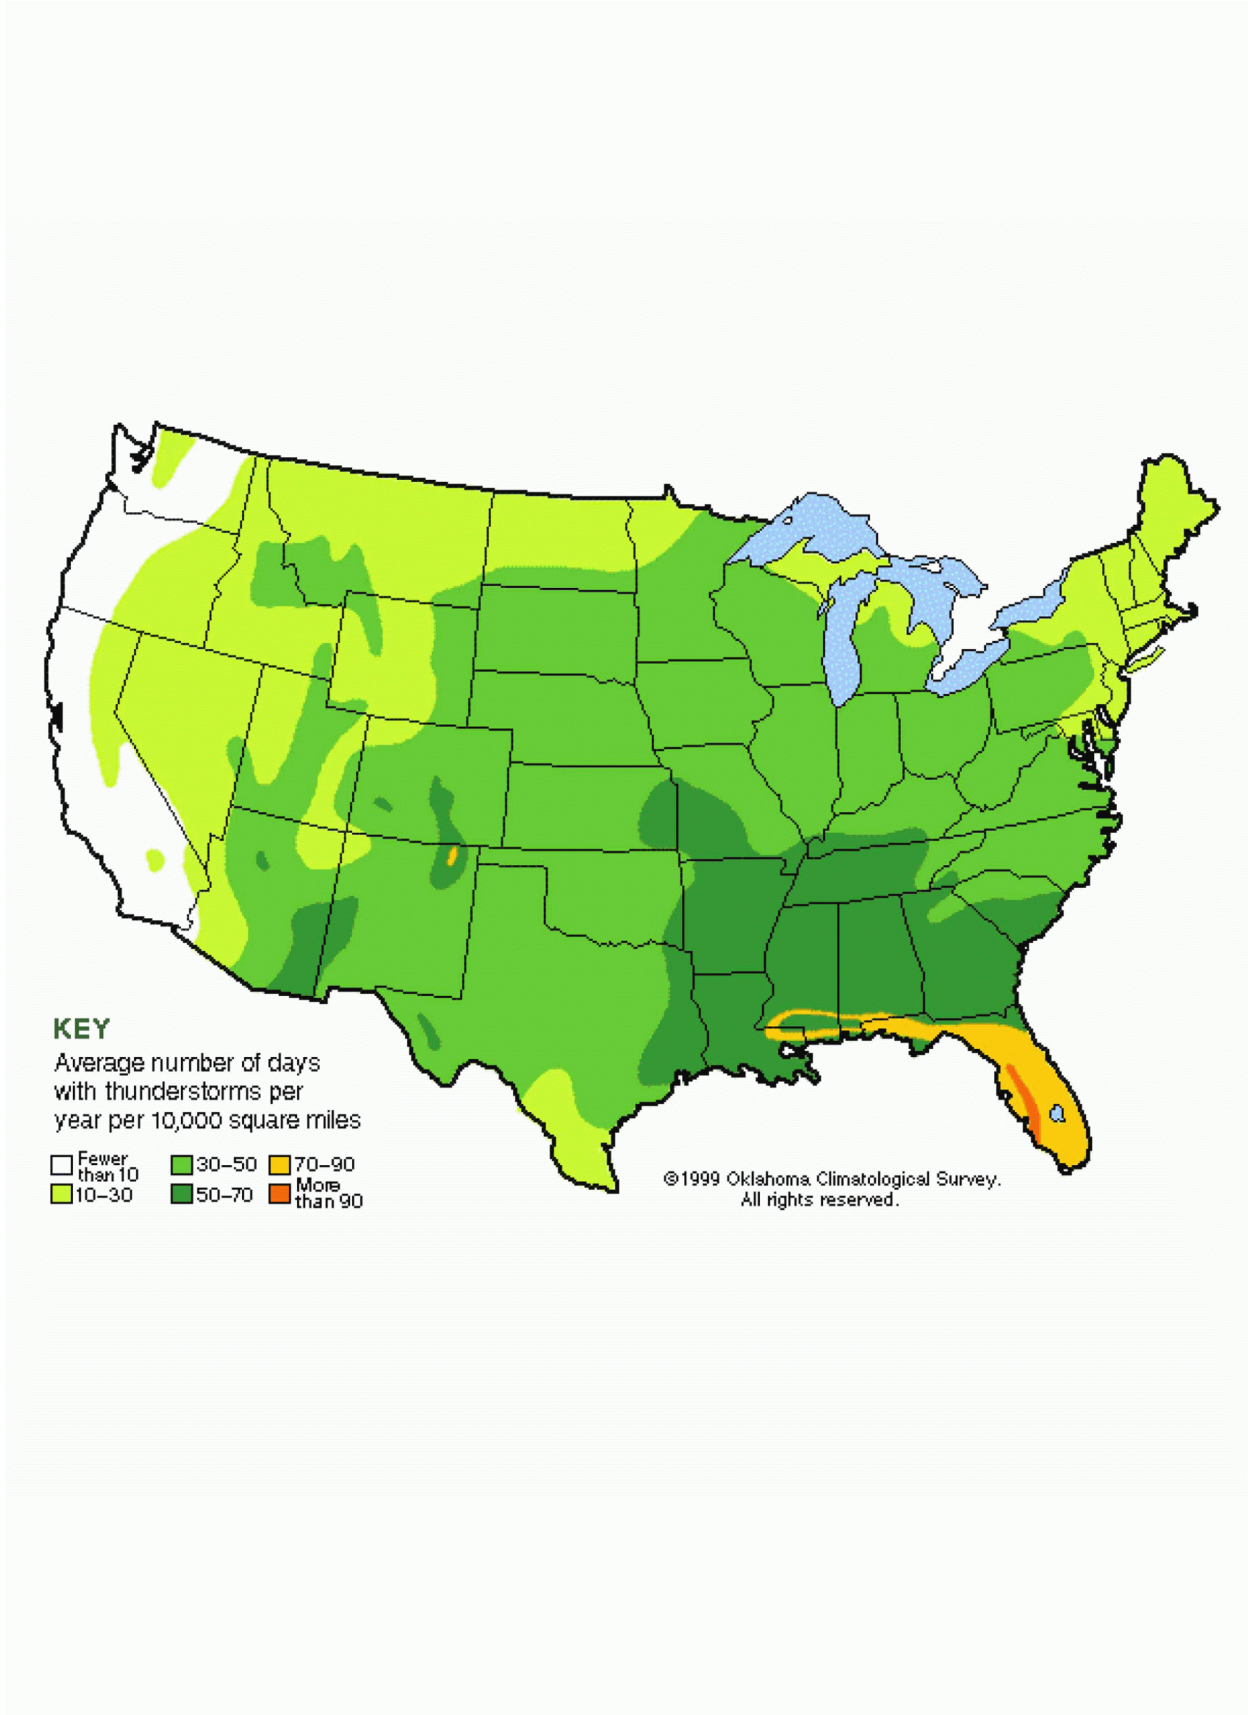 KEY
Average number of days
with thunderstorms per
year per 10,000 square miles
Fewer
than 10
10–30
30–50
50–70
70–90
More
than 90
©1999 Oklahoma Climatological Survey.
All rights reserved.